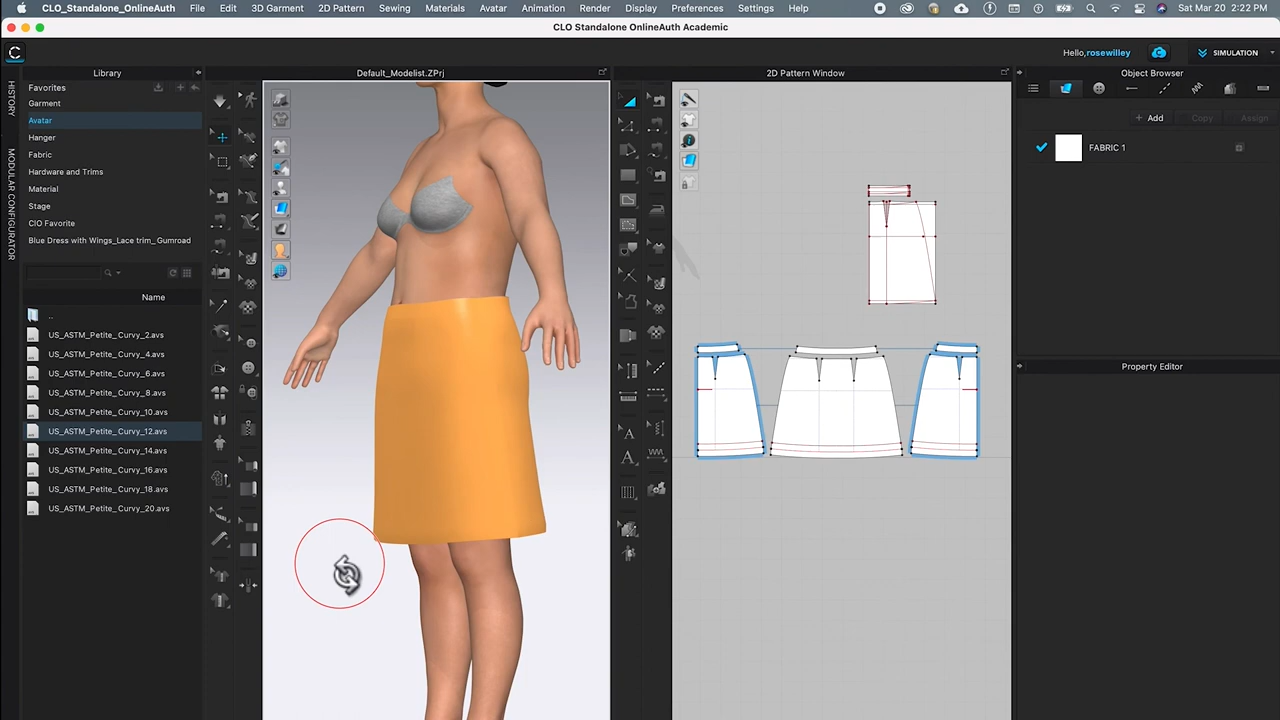 CLO_Standalone_OnlineAuth File Edit 3D Garment 2D Pattern Sewing Materials Avatar Animation Render Display Preferences Settings Help Sat Mar 20 2:22 PM
CLO Standalone OnlineAuth Academic
Hello,rosewilley SIMULATION
Library
Default_Modelist.ZPrj
2D Pattern Window
Object Browser
HISTORY
MODULAR CONFIGURATOR
Favorites
Garment
Avatar
Hanger
Fabric
Hardware and Trims
Material
Stage
ClO Favorite
Blue Dress with Wings_Lace trim_Gumroad
Name
..
US_ASTM_Petite_Curvy_2.avs
US_ASTM_Petite_Curvy_4.avs
US_ASTM_Petite_Curvy_6.avs
US_ASTM_Petite_Curvy_8.avs
US_ASTM_Petite_Curvy_10.avs
US_ASTM_Petite_Curvy_12.avs
US_ASTM_Petite_Curvy_14.avs
US_ASTM_Petite_Curvy_16.avs
US_ASTM_Petite_Curvy_18.avs
US_ASTM_Petite_Curvy_20.avs
+ Add Copy Assign
FABRIC 1
Property Editor